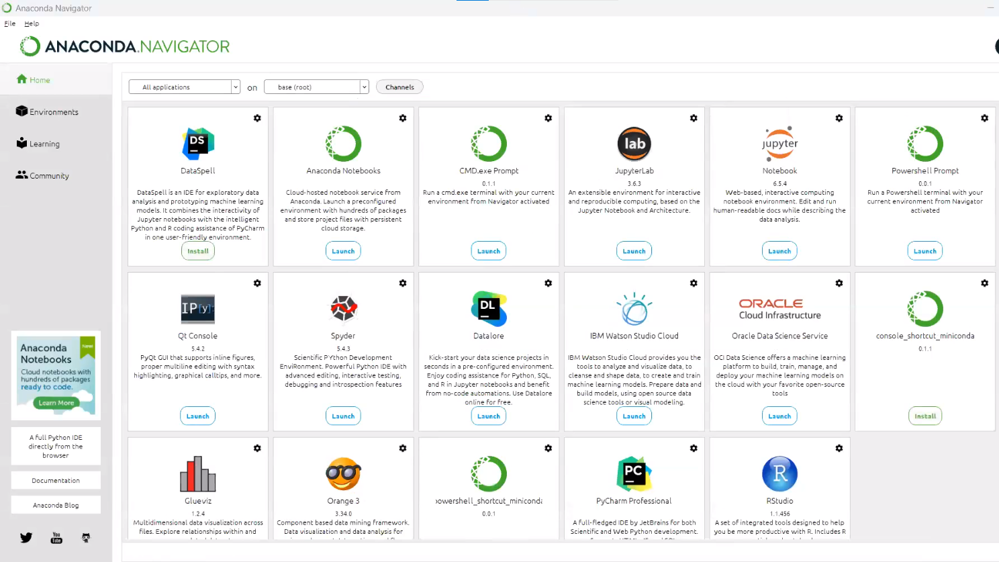 Anaconda Navigator
File Help
ANACONDA.NAVIGATOR
Home
Environments
Learning
Community
Anaconda
Notebooks
Cloud notebooks with
hundreds of packages
ready to code.
Learn More
A full Python IDE
directly from the
browser
Documentation
Anaconda Blog
You
Tube
All applications on base (root) Channels
DS
DataSpell
DataSpell is an IDE for exploratory data
analysis and prototyping machine learning
models. It combines the interactivity of
Jupyter notebooks with the intelligent
Python and R coding assistance of PyCharm
in one user-friendly environment.
Install
Anaconda Notebooks
Cloud-hosted notebook service from
Anaconda. Launch a preconfigured
environment with hundreds of packages
and store project files with persistent
cloud storage.
Launch
CMD.exe Prompt
0.1.1
Run a cmd.exe terminal with your current
environment from Navigator activated
Launch
lab
JupyterLab
3.6.3
An extensible environment for interactive
and reproducible computing, based on the
Jupyter Notebook and Architecture.
Launch
jupyter
Notebook
6.5.4
Web-based, interactive computing
notebook environment. Edit and run
human-readable docs while describing the
data analysis.
Launch
Powershell Prompt
0.0.1
Run a Powershell terminal with your
current environment from Navigator
activated
Launch
IP[y]:
Qt Console
5.4.2
PyQt GUI that supports inline figures,
proper multiline editing with syntax
highlighting, graphical calltips, and more.
Launch
Spyder
5.4.3
Scientific PYthon Development
EnviRonment. Powerful Python IDE with
advanced editing, interactive testing,
debugging and introspection features
Launch
DL
Datalore
Kick-start your data science projects in
seconds in a pre-configured environment.
Enjoy coding assistance for Python, SQL,
and R in Jupyter notebooks and benefit
from no-code automations. Use Datalore
online for free.
Launch
IBM Watson Studio Cloud
IBM Watson Studio Cloud provides you the
tools to analyze and visualize data, to
cleanse and shape data, to create and train
machine learning models. Prepare data and
build models, using open source data
science tools or visual modeling.
Launch
ORACLE
Cloud Infrastructure
Oracle Data Science Service
OCI Data Science offers a machine learning
platform to build, train, manage, and
deploy your machine learning models on
the cloud with your favorite open-source
tools
Launch
console_shortcut_miniconda
0.1.1
Install
Glueviz
1.2.4
Multidimensional data visualization across
files. Explore relationships within and
Orange 3
3.34.0
Component based data mining framework.
Data visualization and data analysis for
powershell_shortcut_miniconda
0.0.1
PC
PyCharm Professional
A full-fledged IDE by JetBrains for both
Scientific and Web Python development.
R
RStudio
1.1.456
A set of integrated tools designed to help
you be more productive with R. Includes R